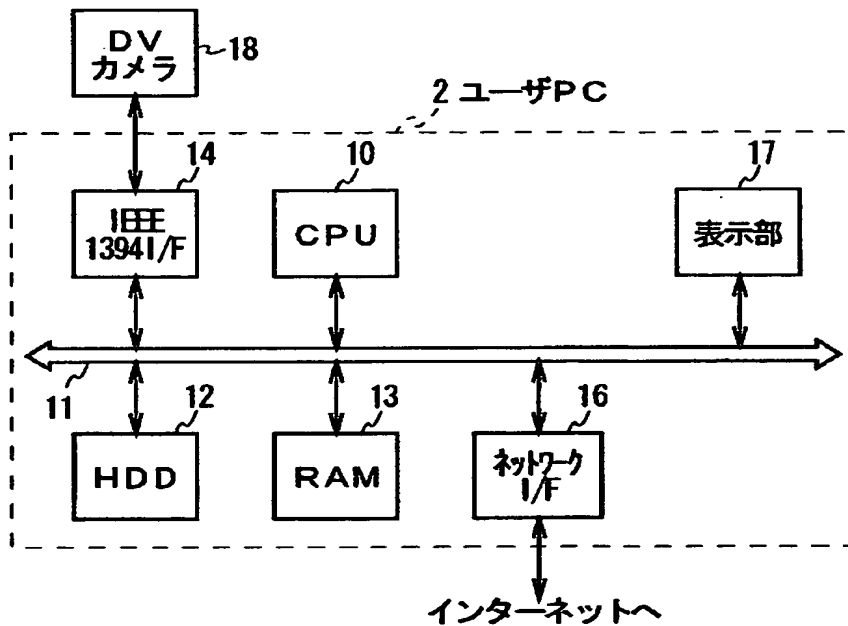 DV
カメラ
18
2 ユーザPC
14
10
17
IEEE
1394I/F
CPU
表示部
11
12
13
16
HDD
RAM
ネットワーク
I/F
インターネットへ